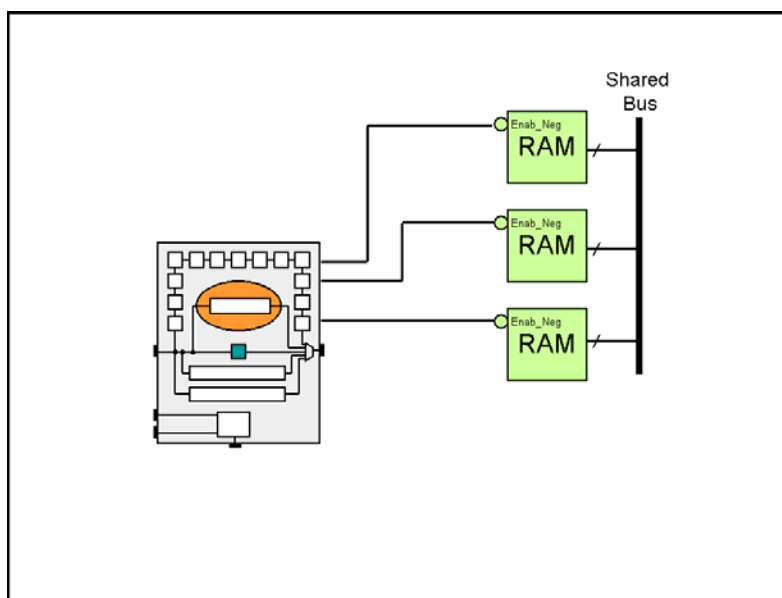 Shared
Bus
Enab_Neg
RAM
Enab_Neg
RAM
Enab_Neg
RAM